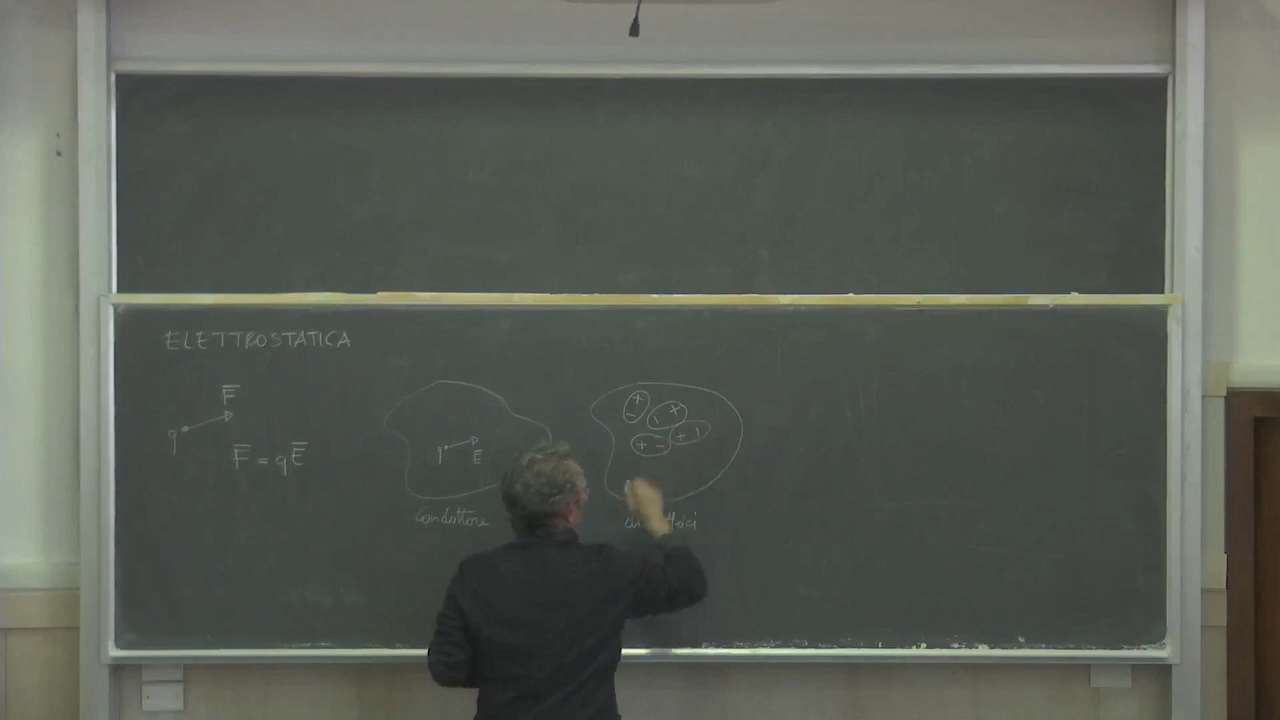 ELETTROSTATICA
F̅
q
F̅ = qE̅
q E̅
Conduttore
+ - + - + - + -